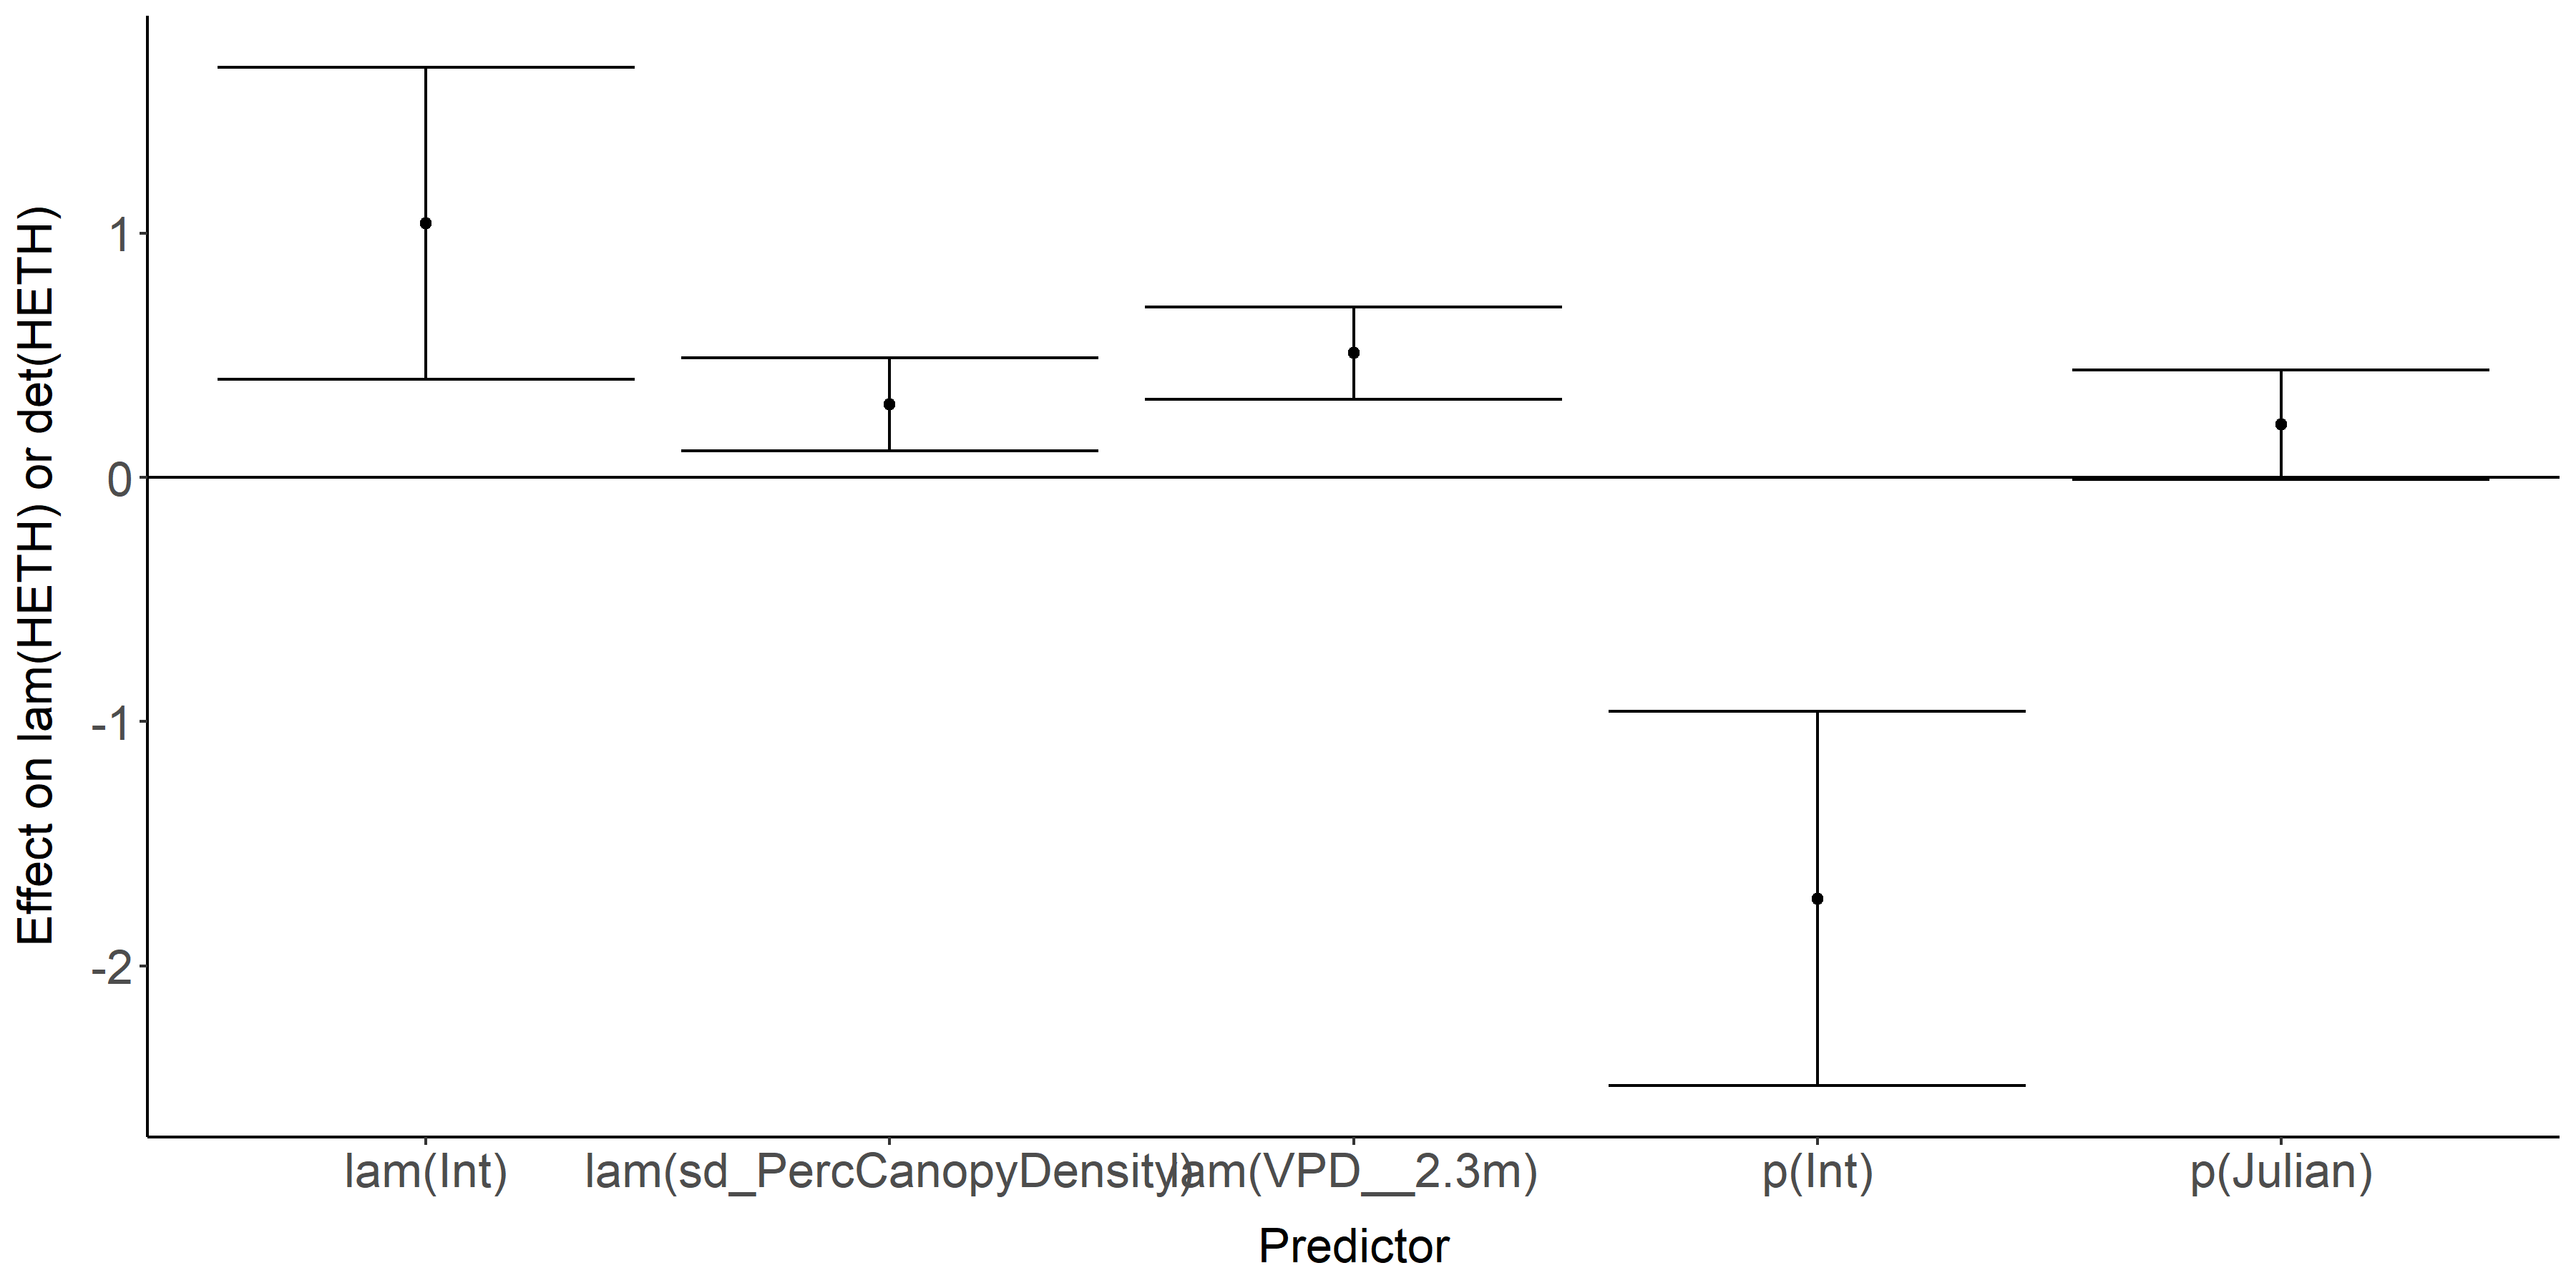 Effect on lam(HETH) or det(HETH)
1
0
-1
-2
lam(Int)
lam(sd_PercCanopyDensity)
lam(VPD__2.3m)
p(Int)
p(Julian)
Predictor